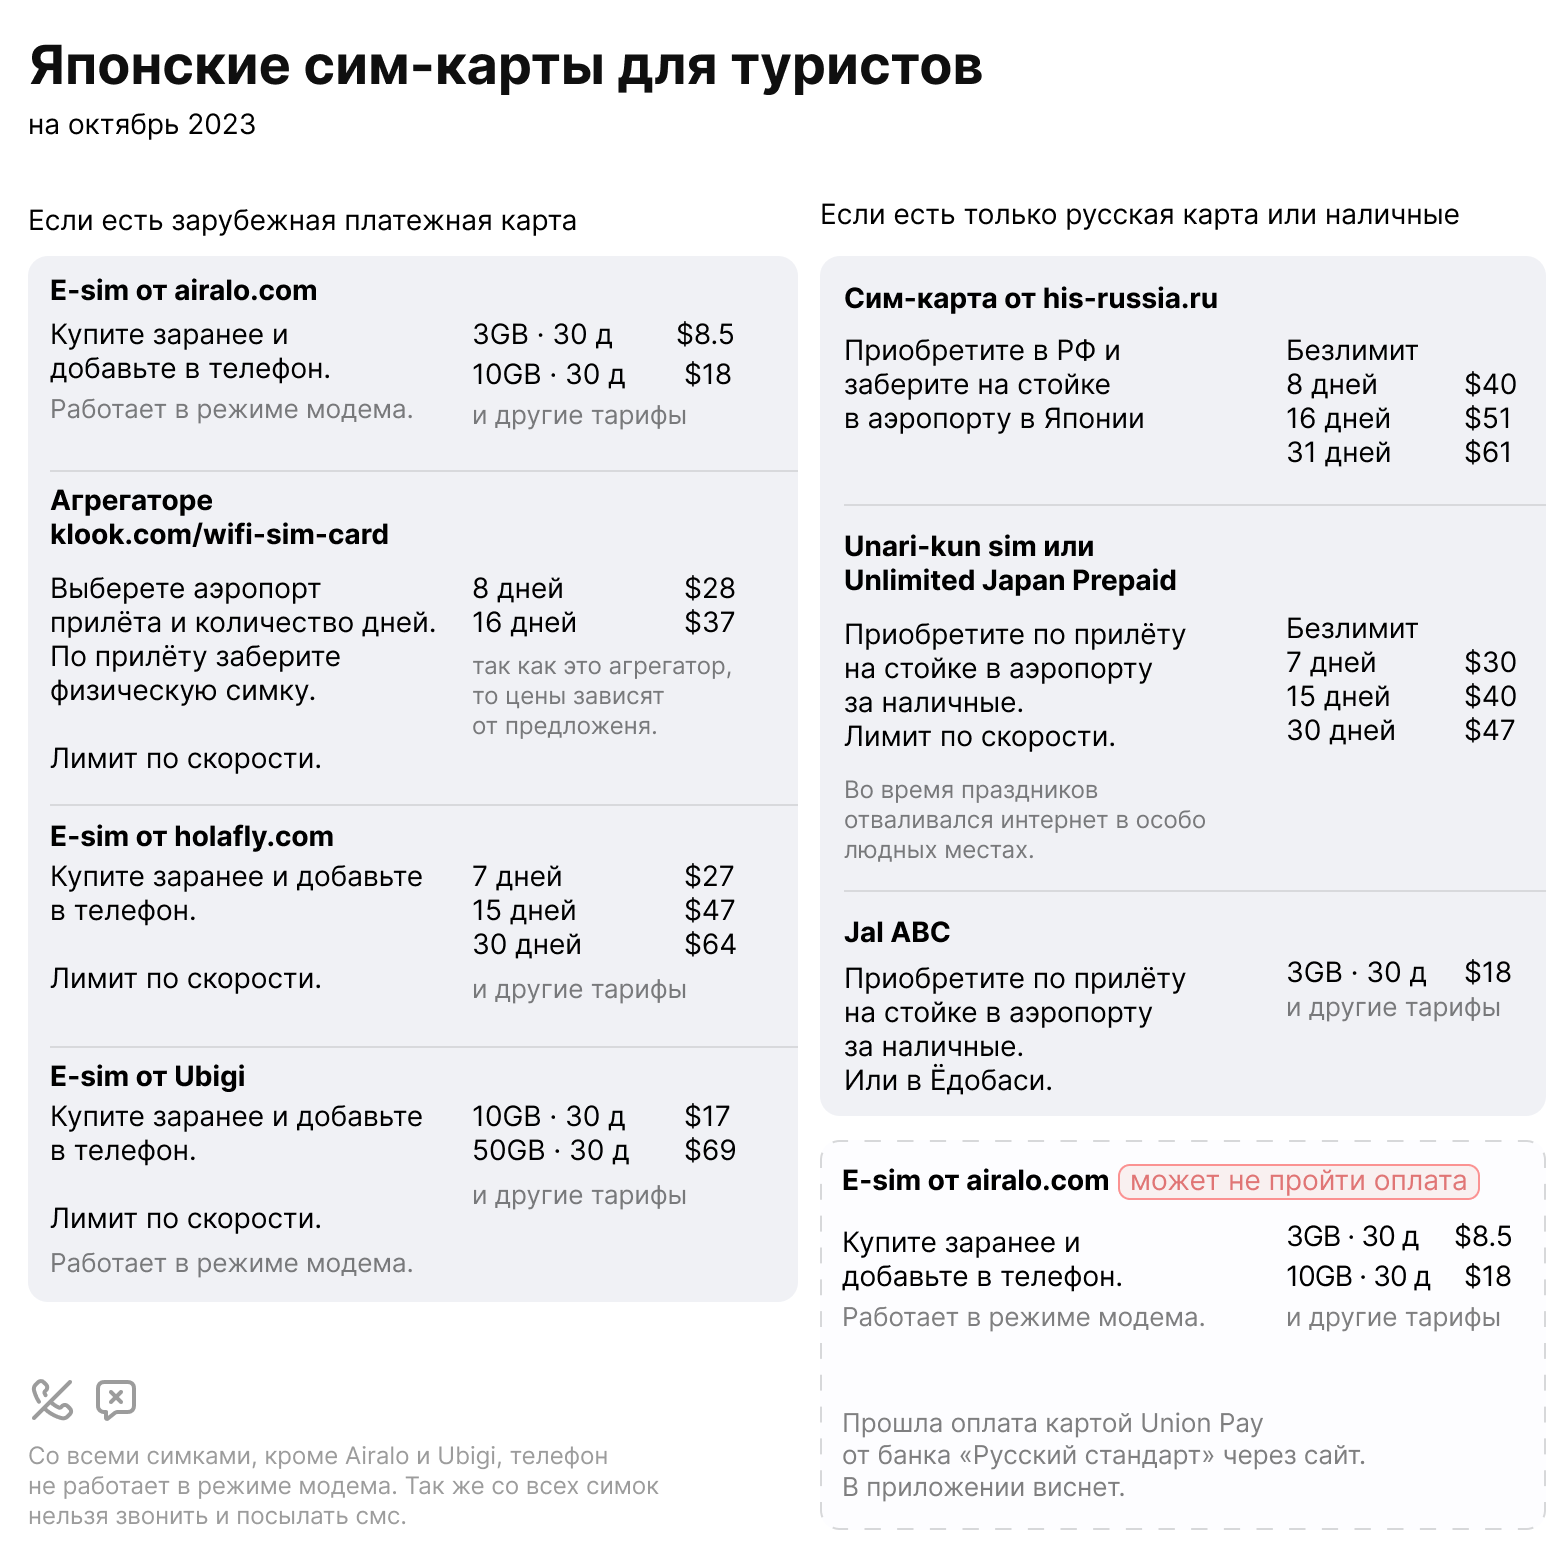 Японские сим-карты для туристов
на октябрь 2023
Если есть зарубежная платежная карта
E-sim от airalo.com
Купите заранее и
добавьте в телефон.
Работает в режиме модема.
3GB · 30 д $8.5
10GB · 30 д $18
и другие тарифы
Агрегаторе
klook.com/wifi-sim-card
Выберете аэропорт
прилёта и количество дней.
По прилёту заберите
физическую симку.
Лимит по скорости.
8 дней $28
16 дней $37
так как это агрегатор,
то цены зависят
от предложеня.
E-sim от holafly.com
Купите заранее и добавьте
в телефон.
Лимит по скорости.
7 дней $27
15 дней $47
30 дней $64
и другие тарифы
E-sim от Ubigi
Купите заранее и добавьте
в телефон.
Лимит по скорости.
Работает в режиме модема.
10GB · 30 д $17
50GB · 30 д $69
и другие тарифы
Со всеми симками, кроме Airalo и Ubigi, телефон
не работает в режиме модема. Так же со всех симок
нельзя звонить и посылать смс.
Если есть только русская карта или наличные
Сим-карта от his-russia.ru
Приобретите в РФ и
заберите на стойке
в аэропорту в Японии
Безлимит
8 дней $40
16 дней $51
31 дней $61
Unari-kun sim или
Unlimited Japan Prepaid
Приобретите по прилёту
на стойке в аэропорту
за наличные.
Лимит по скорости.
Во время праздников
отваливался интернет в особо
людных местах.
Безлимит
7 дней $30
15 дней $40
30 дней $47
Jal ABC
Приобретите по прилёту
на стойке в аэропорту
за наличные.
Или в Ёдобаси.
3GB · 30 д $18
и другие тарифы
E-sim от airalo.com может не пройти оплата
Купите заранее и
добавьте в телефон.
Работает в режиме модема.
3GB · 30 д $8.5
10GB · 30 д $18
и другие тарифы
Прошла оплата картой Union Pay
от банка «Русский стандарт» через сайт.
В приложении виснет.